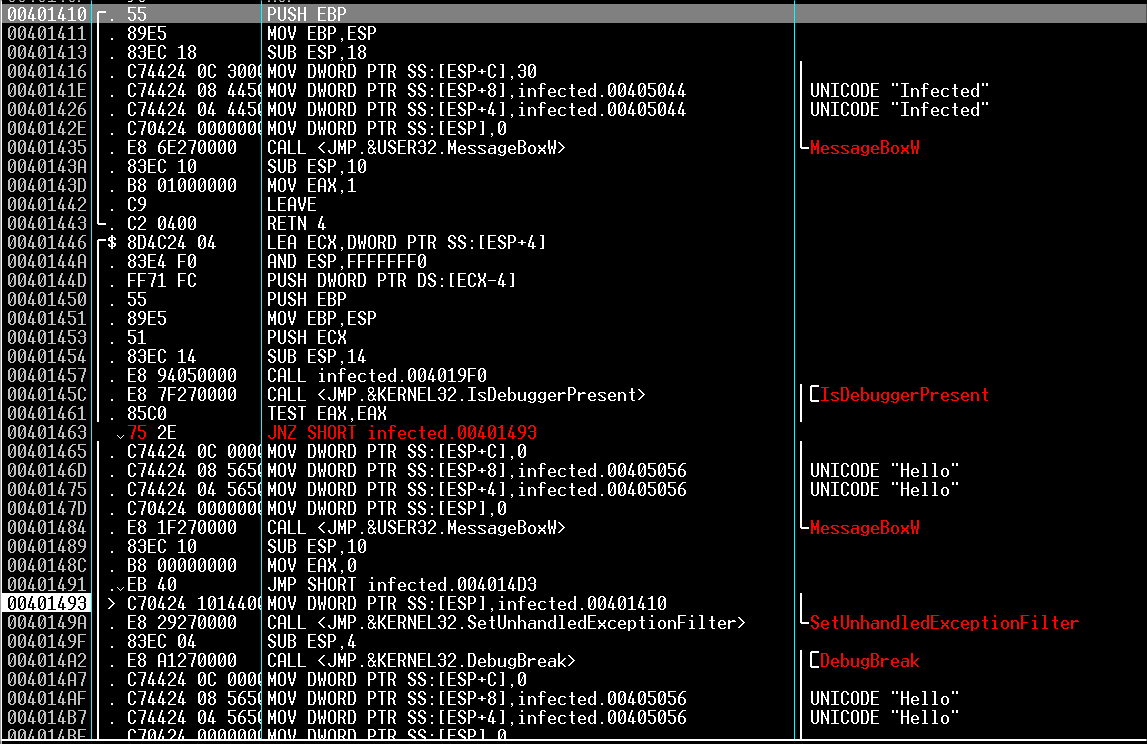 00401410 . 55 PUSH EBP
00401411 . 89E5 MOV EBP,ESP
00401413 . 83EC 18 SUB ESP,18
00401416 . C74424 0C 3000 MOV DWORD PTR SS:[ESP+C],30
0040141E . C74424 08 4450 MOV DWORD PTR SS:[ESP+8],infected.00405044 UNICODE "Infected"
00401426 . C74424 04 4450 MOV DWORD PTR SS:[ESP+4],infected.00405044 UNICODE "Infected"
0040142E . C70424 0000000 MOV DWORD PTR SS:[ESP],0
00401435 . E8 6E270000 CALL <JMP.&USER32.MessageBoxW> MessageBoxW
0040143A . 83EC 10 SUB ESP,10
0040143D . B8 01000000 MOV EAX,1
00401442 . C9 LEAVE
00401443 . C2 0400 RETN 4
00401446 $ 8D4C24 04 LEA ECX,DWORD PTR SS:[ESP+4]
0040144A . 83E4 F0 AND ESP,FFFFFFF0
0040144D . FF71 FC PUSH DWORD PTR DS:[ECX-4]
00401450 . 55 PUSH EBP
00401451 . 89E5 MOV EBP,ESP
00401453 . 51 PUSH ECX
00401454 . 83EC 14 SUB ESP,14
00401457 . E8 94050000 CALL infected.004019F0
0040145C . E8 7F270000 CALL <JMP.&KERNEL32.IsDebuggerPresent> IsDebuggerPresent
00401461 . 85C0 TEST EAX,EAX
00401463 75 2E JNZ SHORT infected.00401493
00401465 . C74424 0C 0000 MOV DWORD PTR SS:[ESP+C],0
0040146D . C74424 08 5650 MOV DWORD PTR SS:[ESP+8],infected.00405056 UNICODE "Hello"
00401475 . C74424 04 5650 MOV DWORD PTR SS:[ESP+4],infected.00405056 UNICODE "Hello"
0040147D . C70424 0000000 MOV DWORD PTR SS:[ESP],0
00401484 . E8 1F270000 CALL <JMP.&USER32.MessageBoxW> MessageBoxW
00401489 . 83EC 10 SUB ESP,10
0040148C . B8 00000000 MOV EAX,0
00401491 . EB 40 JMP SHORT infected.004014D3
00401493 > C70424 1014400 MOV DWORD PTR SS:[ESP],infected.00401410
0040149A . E8 29270000 CALL <JMP.&KERNEL32.SetUnhandledExceptionFilter> SetUnhandledExceptionFilter
0040149F . 83EC 04 SUB ESP,4
004014A2 . E8 A1270000 CALL <JMP.&KERNEL32.DebugBreak> DebugBreak
004014A7 . C74424 0C 0000 MOV DWORD PTR SS:[ESP+C],0
004014AF . C74424 08 5650 MOV DWORD PTR SS:[ESP+8],infected.00405056 UNICODE "Hello"
004014B7 . C74424 04 5650 MOV DWORD PTR SS:[ESP+4],infected.00405056 UNICODE "Hello"
004014BF . C70424 0000000 MOV DWORD PTR SS:[ESP],0